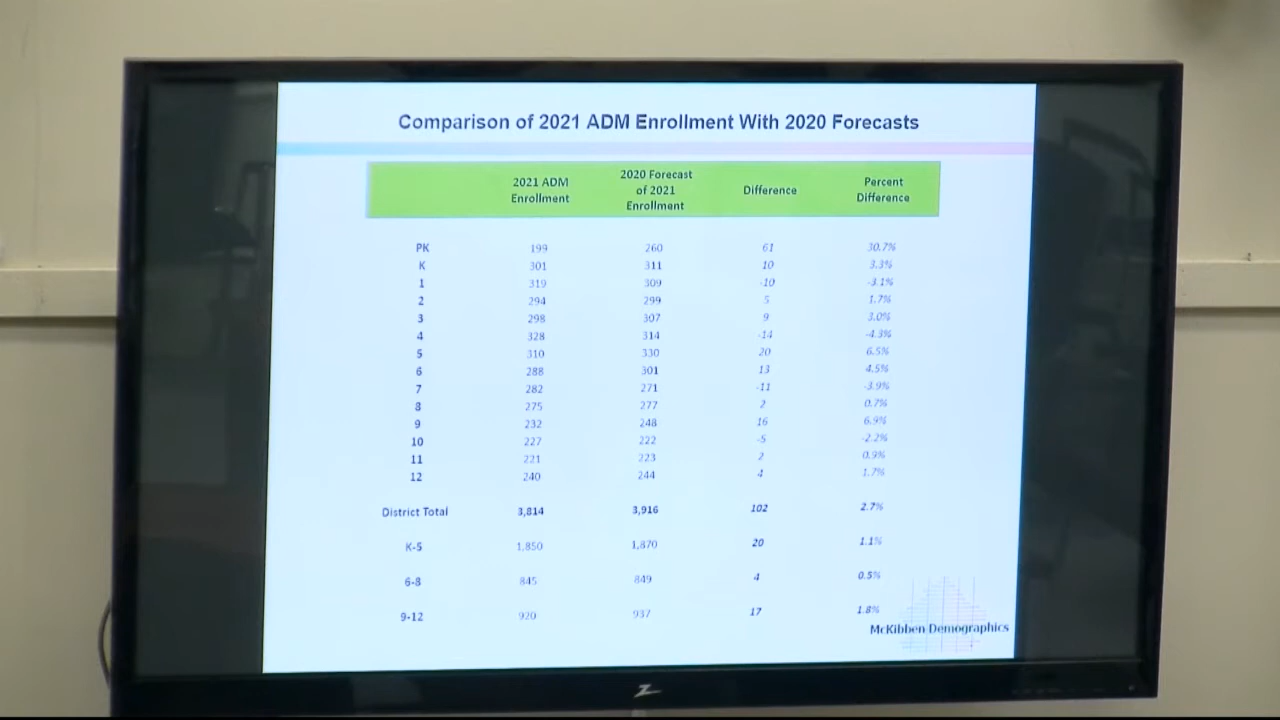 Comparison of 2021 ADM Enrollment With 2020 Forecasts
2021 ADM Enrollment 2020 Forecast of 2021 Enrollment Difference Percent Difference
PK 199 260 61 30.7%
K 301 311 10 3.3%
1 319 309 -10 -3.1%
2 294 299 5 1.7%
3 298 307 9 3.0%
4 328 314 -14 -4.3%
5 310 330 20 6.5%
6 288 301 13 4.5%
7 282 271 -11 -3.9%
8 275 277 2 0.7%
9 232 248 16 6.9%
10 227 222 -5 -2.2%
11 221 223 2 0.9%
12 240 244 4 1.7%
District Total 3,814 3,916 102 2.7%
K-5 1,850 1,870 20 1.1%
6-8 845 849 4 0.5%
9-12 920 937 17 1.8%
McKibben Demographics